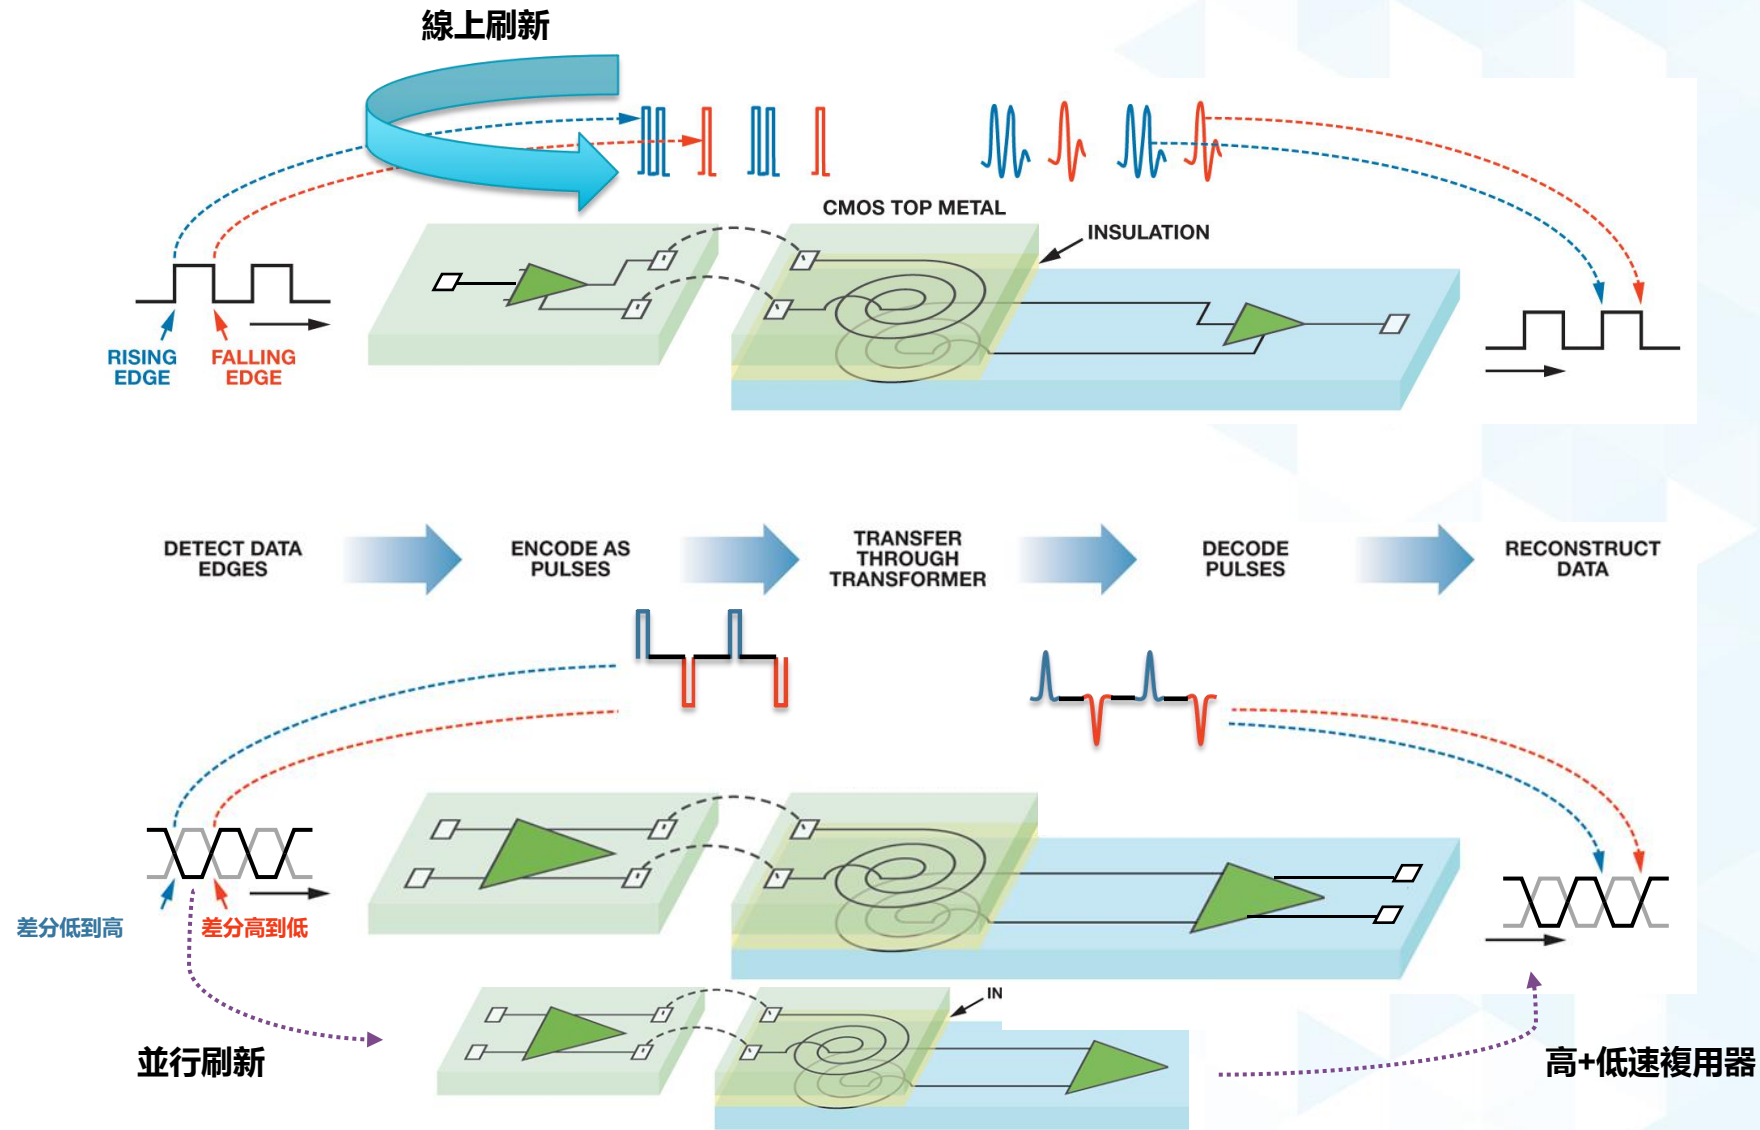 線上刷新
CMOS TOP METAL
INSULATION
RISING
EDGE
FALLING
EDGE
DETECT DATA
EDGES
ENCODE AS
PULSES
TRANSFER
THROUGH
TRANSFORMER
DECODE
PULSES
RECONSTRUCT
DATA
差分低到高
差分高到低
IN
並行刷新
高+低速複用器